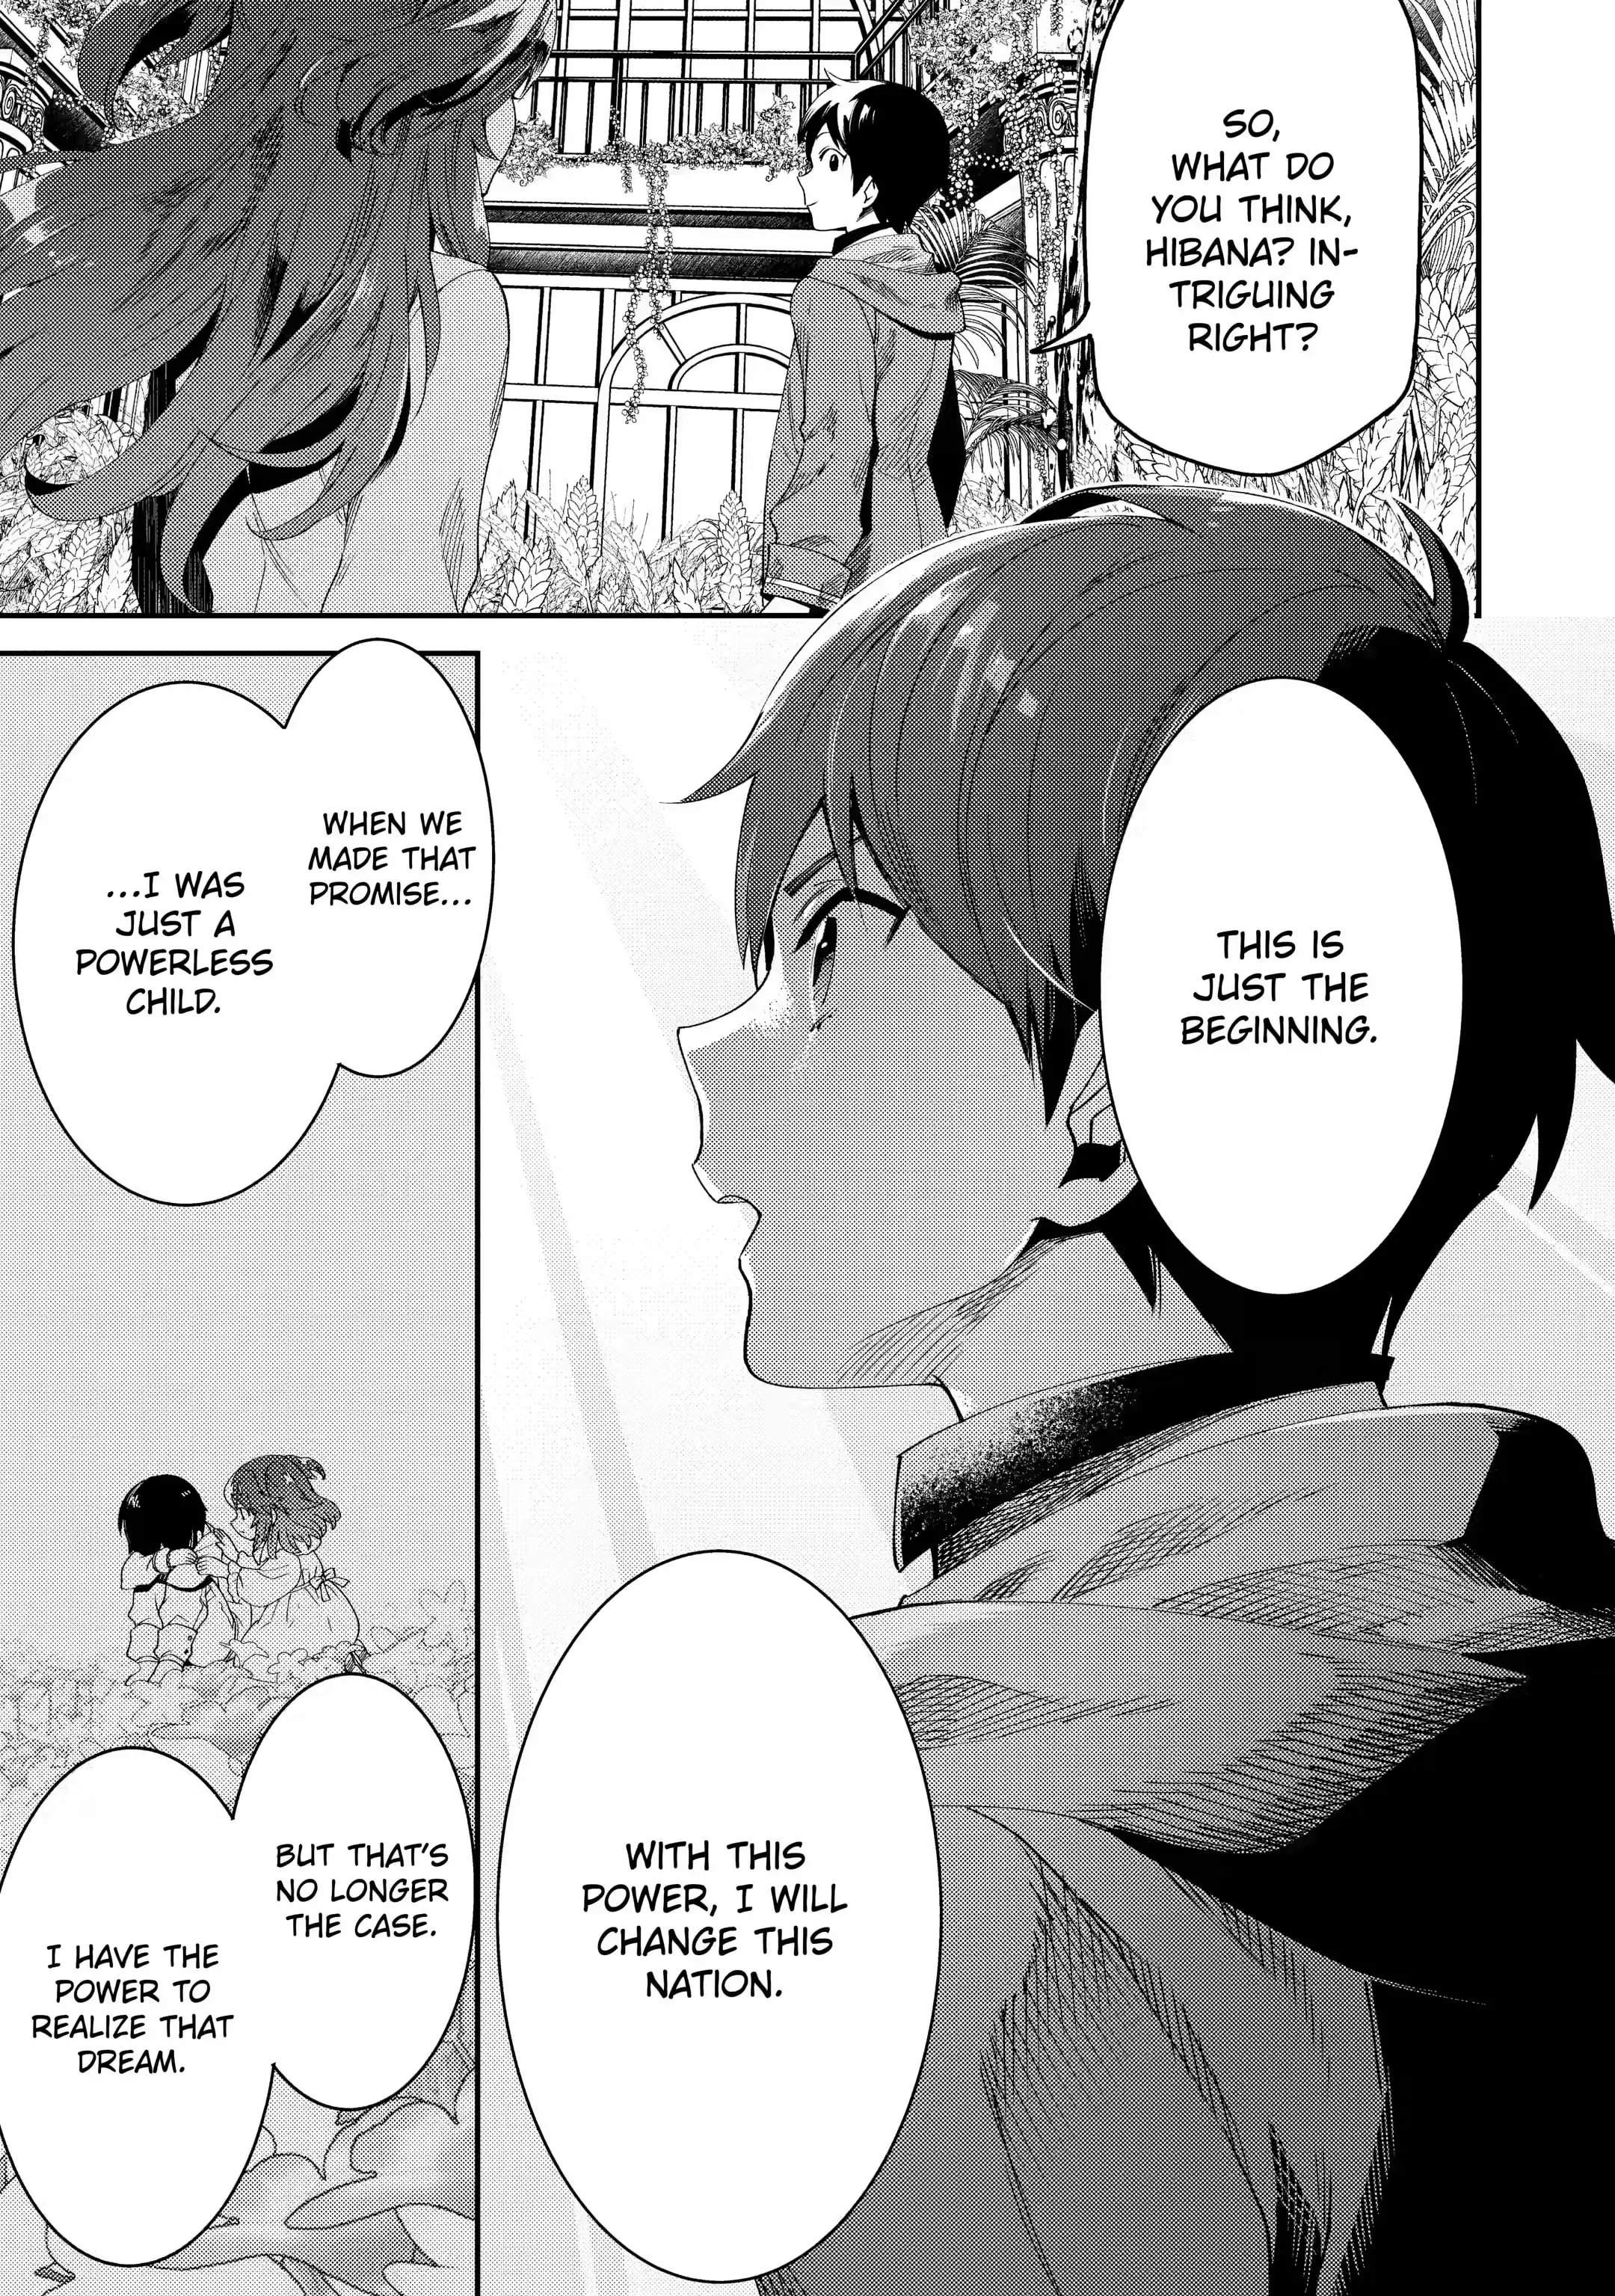 SO,
WHAT DO
YOU THINK,
HIBANA? IN-
TRIGUING
RIGHT?
THIS IS
JUST THE
BEGINNING.
WITH THIS
POWER, I WILL
CHANGE THIS
NATION.
WHEN WE
MADE THAT
PROMISE...
...I WAS
JUST A
POWERLESS
CHILD.
BUT THAT'S
NO LONGER
THE CASE.
I HAVE THE
POWER TO
REALIZE THAT
DREAM.